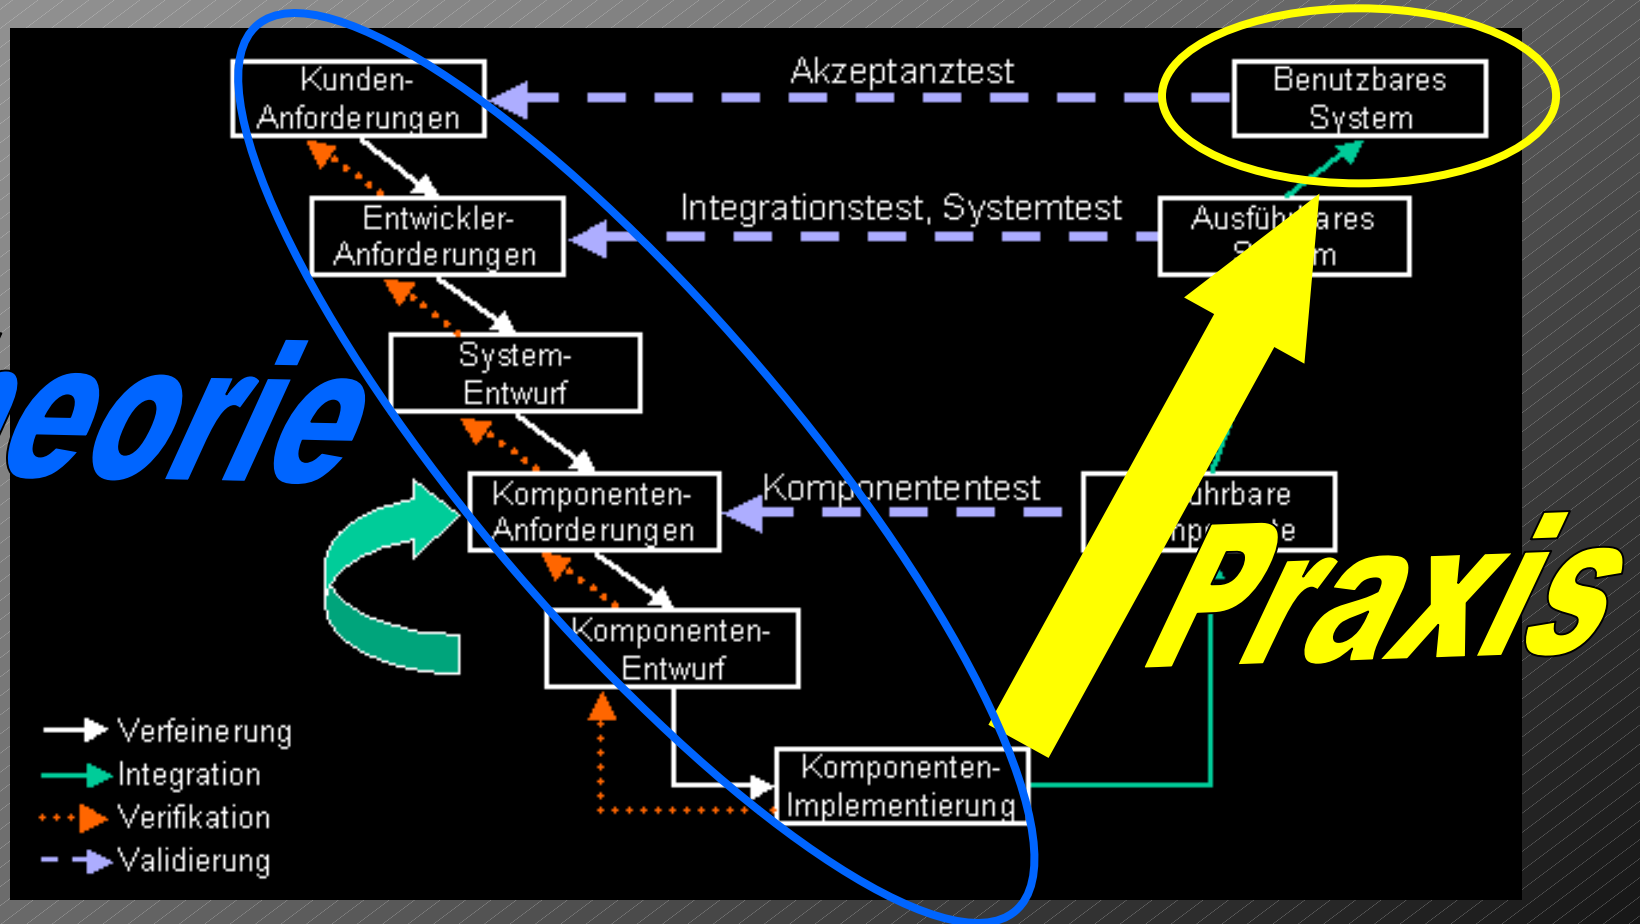 Kunden-
Anforderungen
Akzeptanztest
Benutzbares
System
Entwickler-
Anforderungen
Integrationstest, Systemtest
System-
Entwurf
Komponenten-
Anforderungen
Komponententest
Praxis
Komponenten-
Entwurf
Komponenten-
Implementierung
Verfeinerung
Integration
Verifikation
Validierung